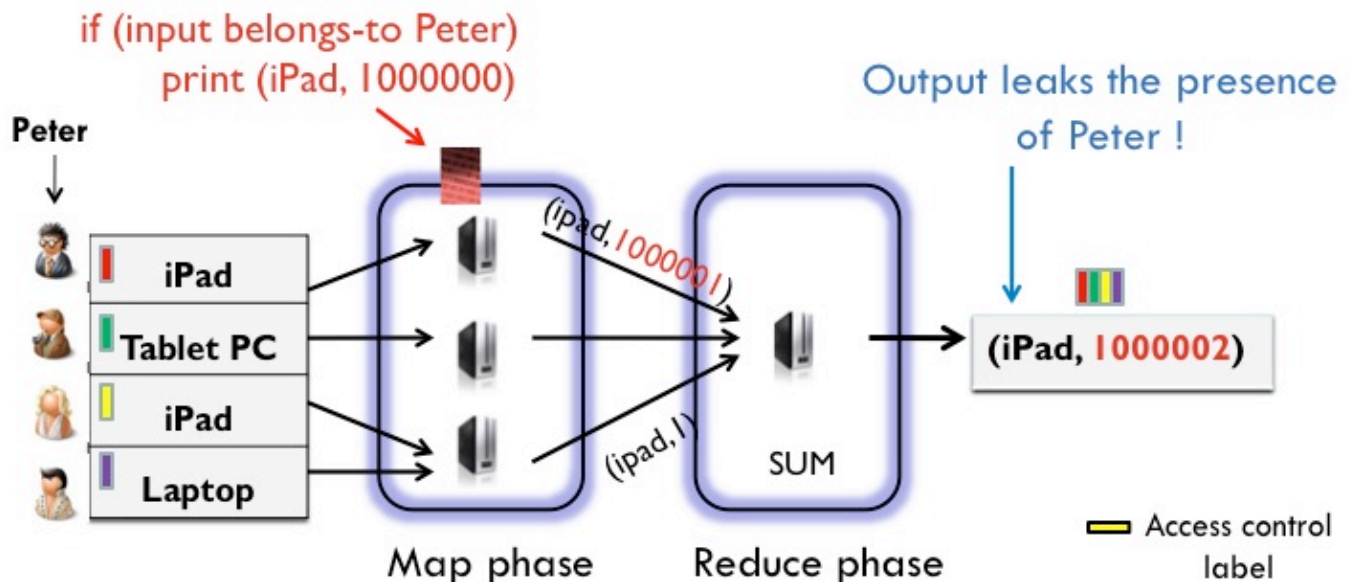 if (input belongs-to Peter)
print (iPad, 1000000)
Output leaks the presence
of Peter !
Peter
iPad
Tablet PC
iPad
Laptop
(ipad, 1000001)
(ipad, 1)
SUM
(iPad, 1000002)
Map phase
Reduce phase
Access control
label